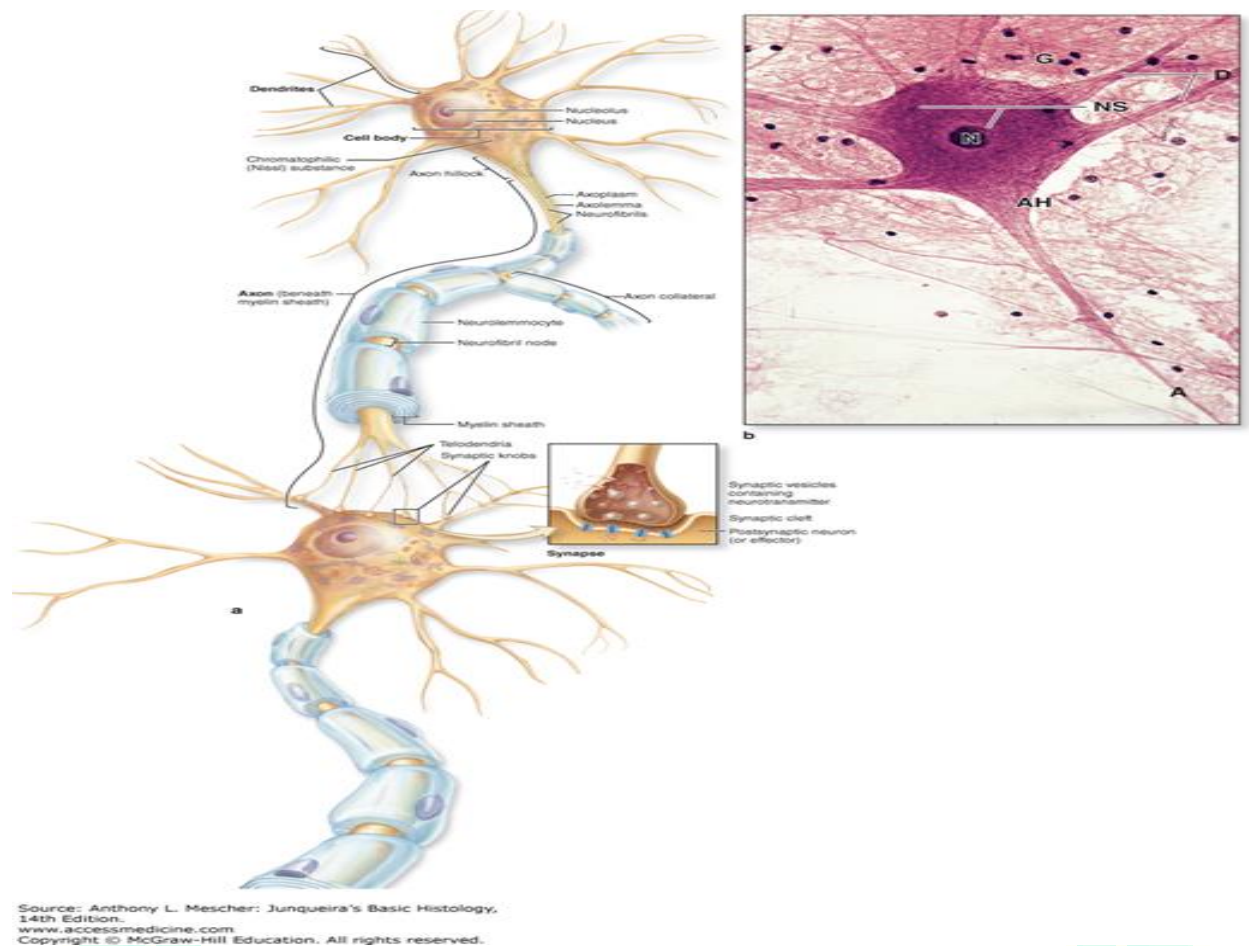 Dendrites
Nucleolus
Nucleus
Cell body
Chromatophilic
(Nissl) substance
Axon hillock
Axoplasm
Axolemma
Neurofibrils
Axon (beneath
myelin sheath)
Axon collateral
Neurolemmocyte
Neurofibril node
Myelin sheath
Telodendria
Synaptic knobs
Synaptic vesicles
containing
neurotransmitter
Synaptic cleft
Postsynaptic neuron
(or effector)
Synapse
a
G
D
NS
N
AH
A
b
Source: Anthony L. Mescher: Junqueira's Basic Histology,
14th Edition.
www.accessmedicine.com
Copyright © McGraw-Hill Education. All rights reserved.